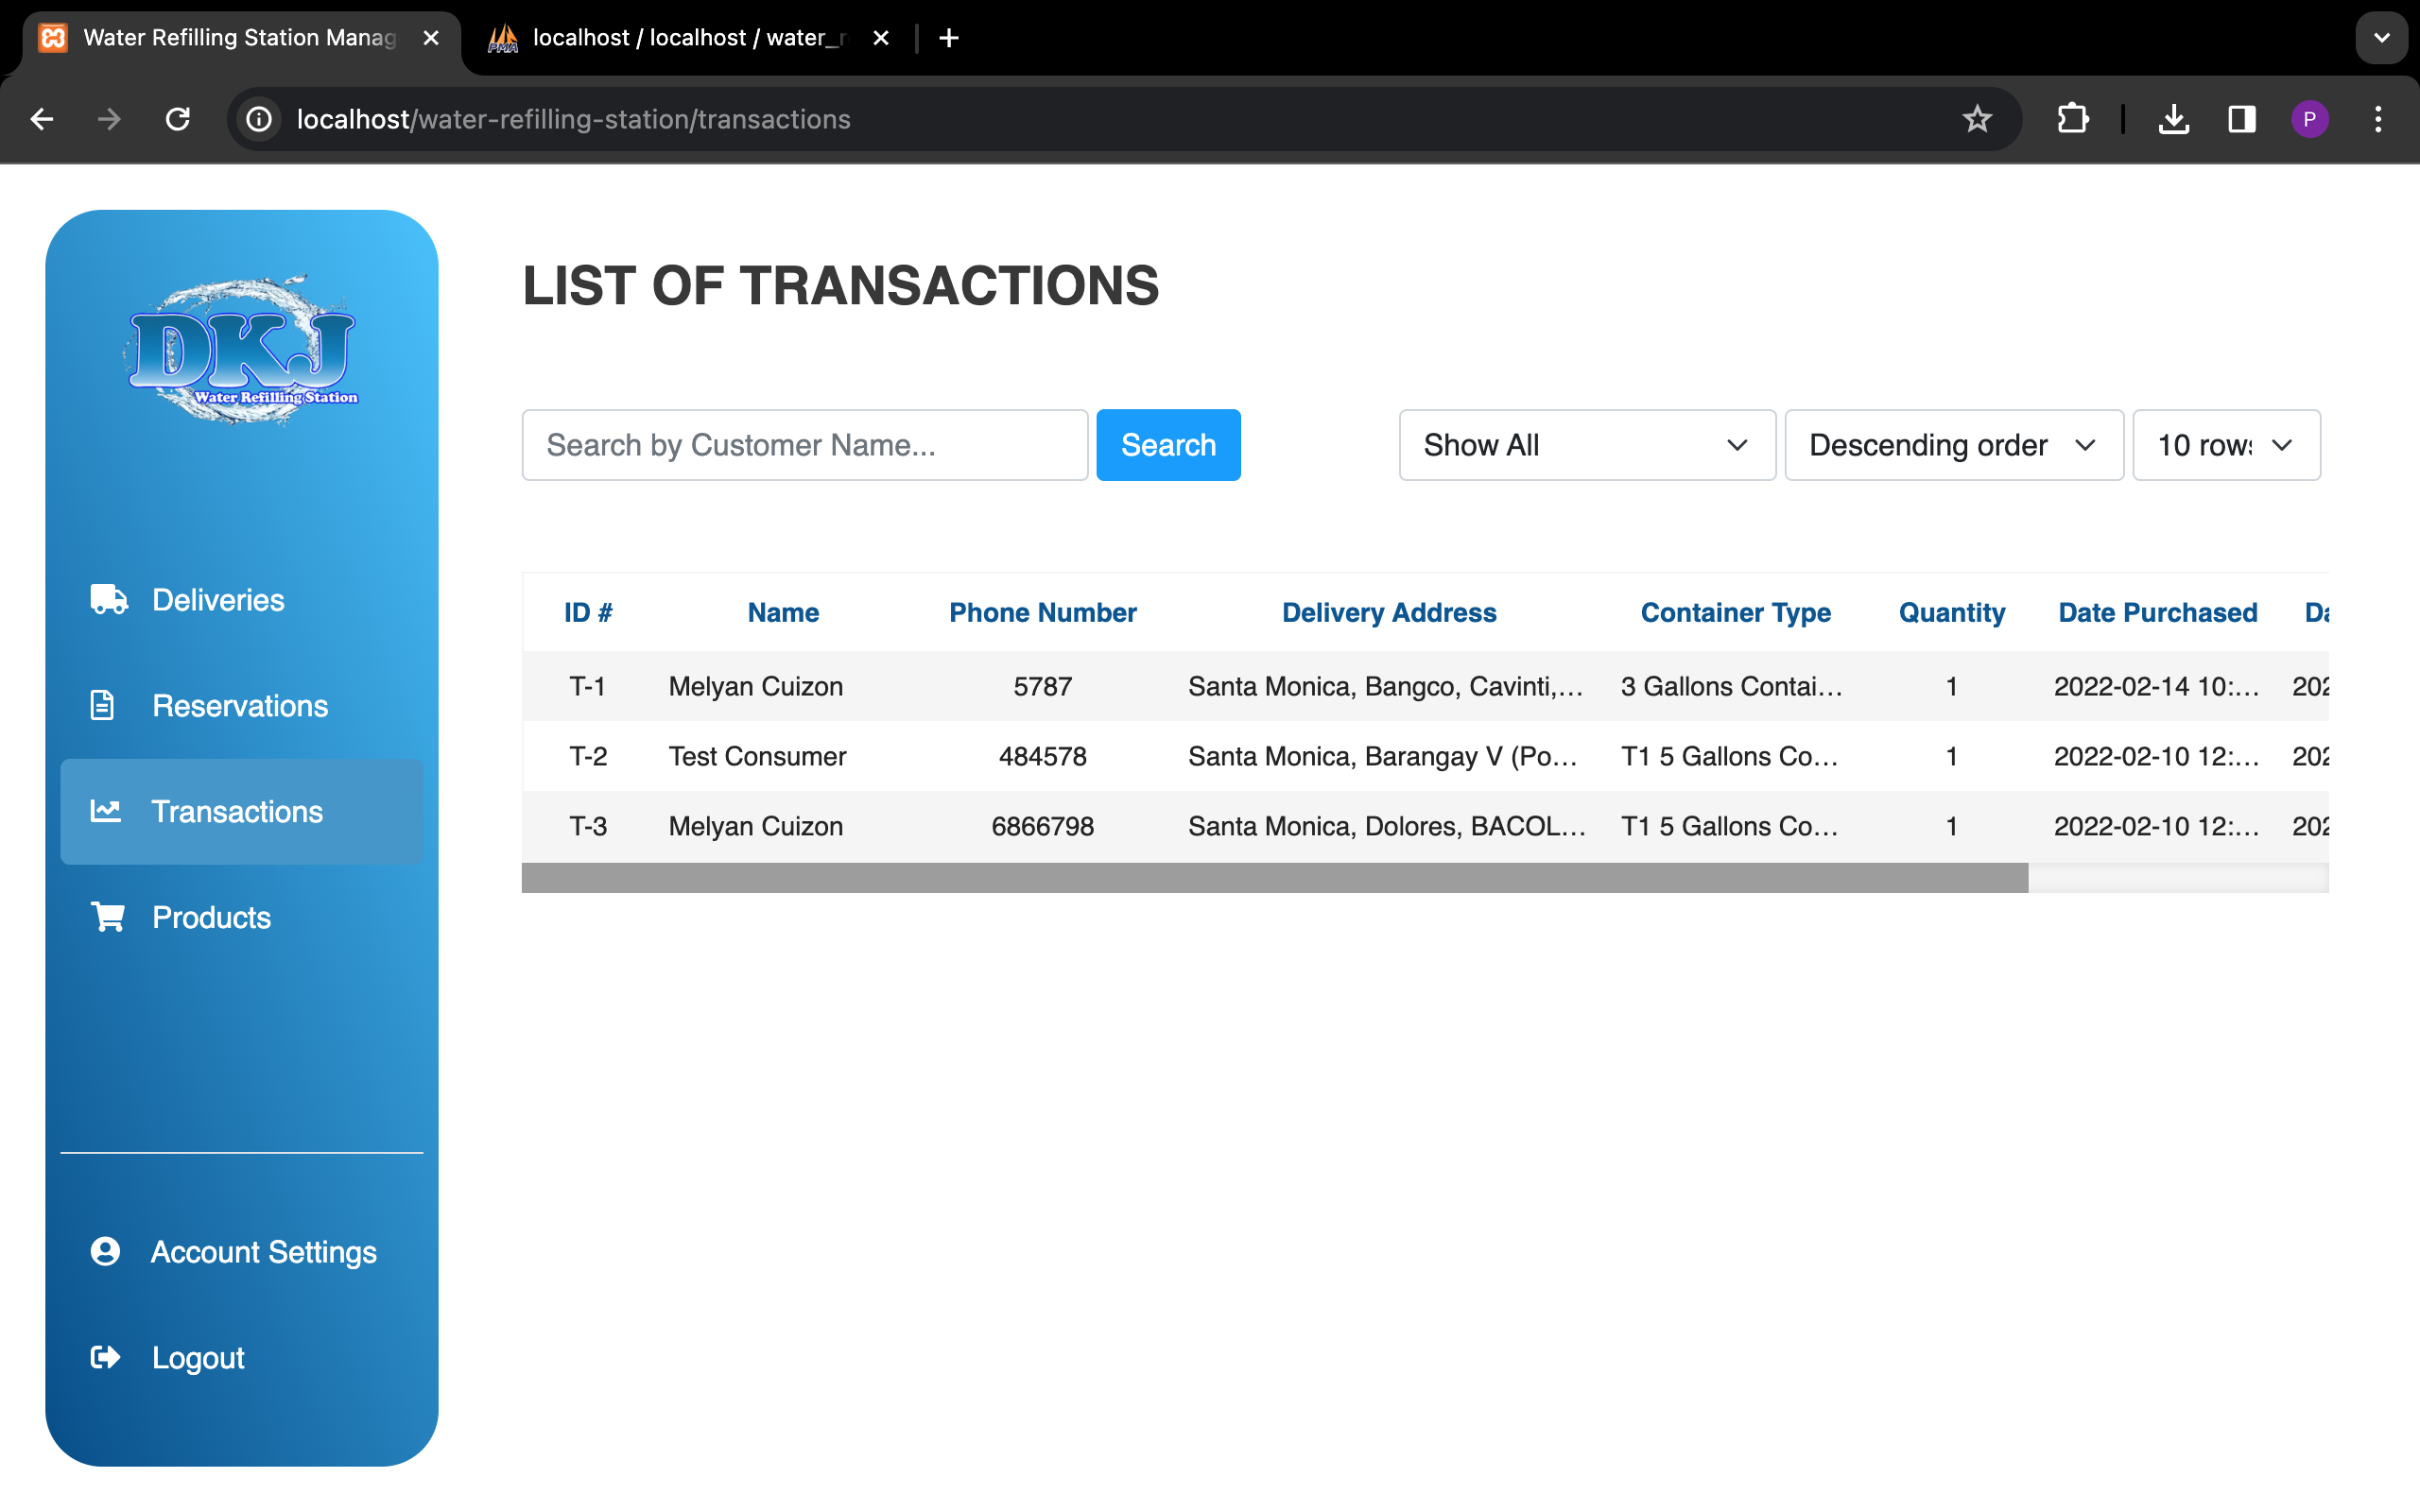 Water Refilling Station Manag
localhost / localhost / water_r
localhost/water-refilling-station/transactions
P
DKJ
Water Refilling Station
LIST OF TRANSACTIONS
Search by Customer Name... Search Show All Descending order 10 rows
ID # Name Phone Number Delivery Address Container Type Quantity Date Purchased Da
T-1 Melyan Cuizon 5787 Santa Monica, Bangco, Cavinti,... 3 Gallons Contai... 1 2022-02-14 10:... 202
T-2 Test Consumer 484578 Santa Monica, Barangay V (Po... T1 5 Gallons Co... 1 2022-02-10 12:... 202
T-3 Melyan Cuizon 6866798 Santa Monica, Dolores, BACOL... T1 5 Gallons Co... 1 2022-02-10 12:... 202
Deliveries
Reservations
Transactions
Products
Account Settings
Logout